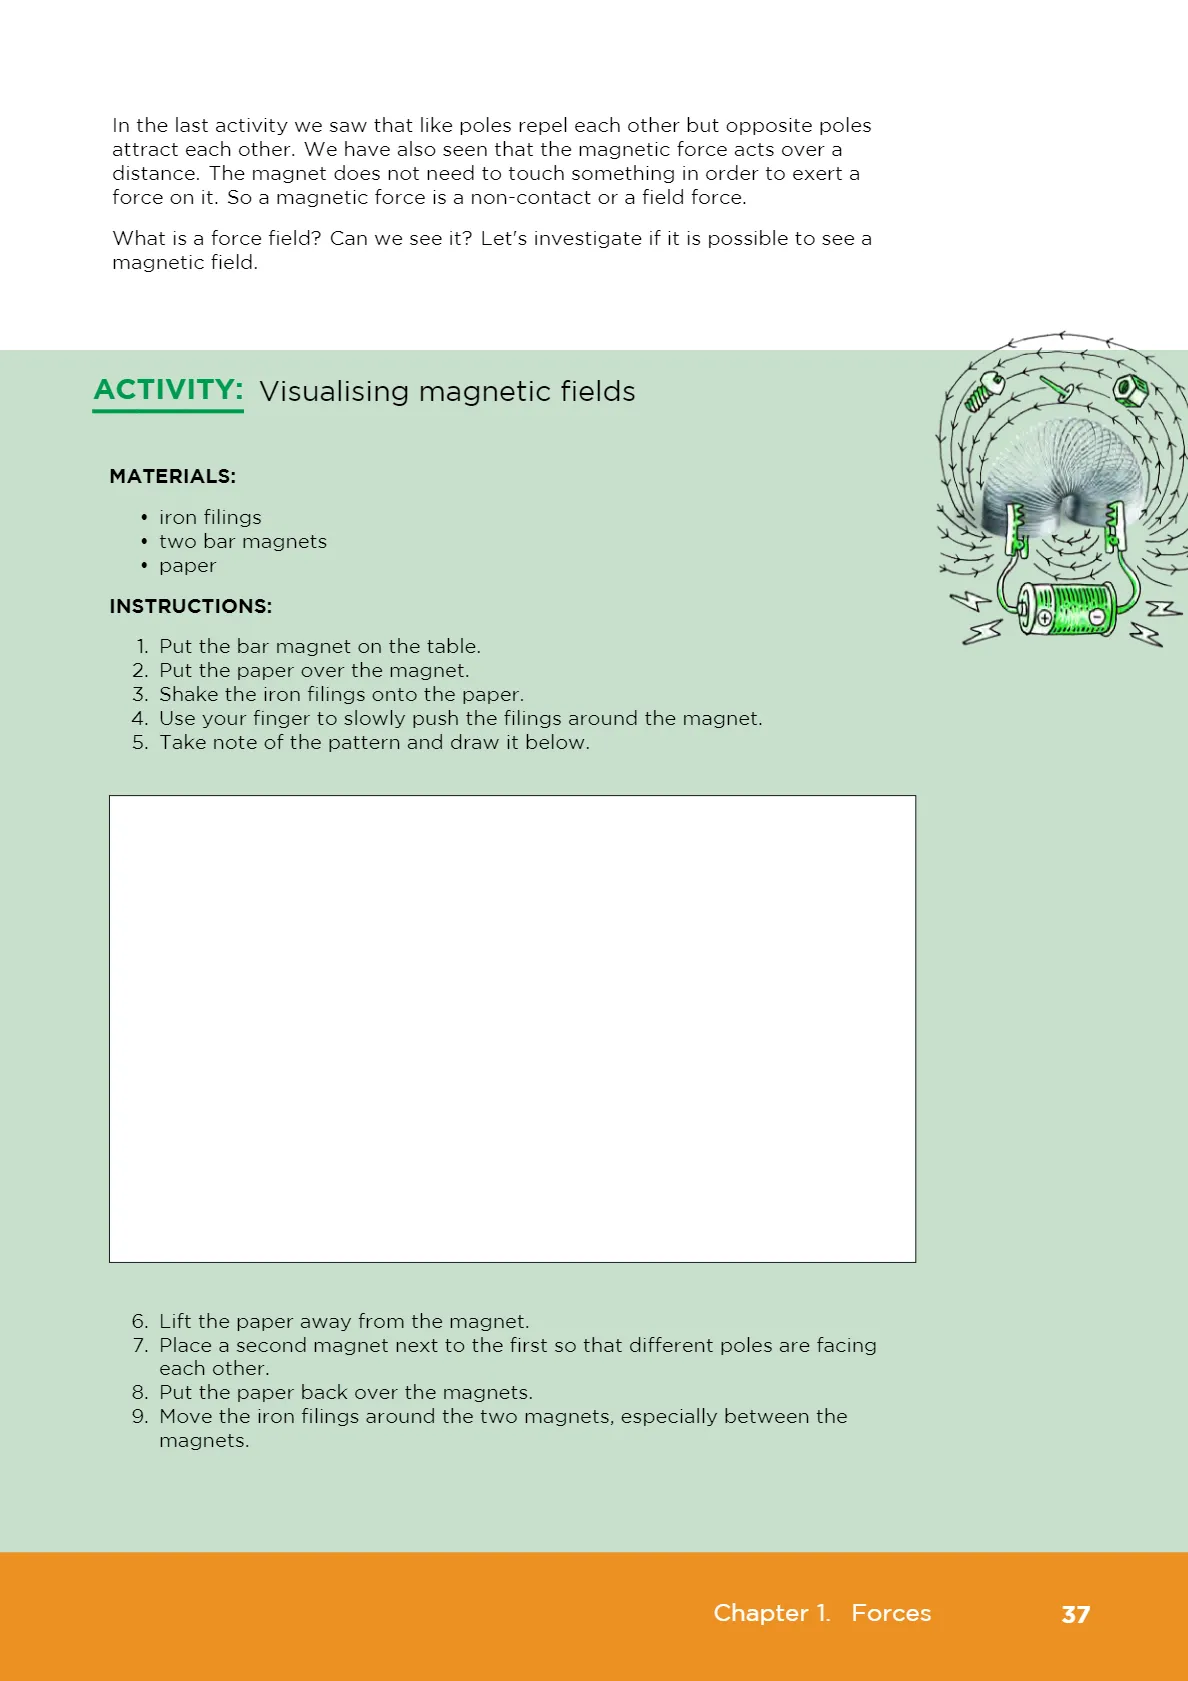 In the last activity we saw that like poles repel each other but opposite poles
attract each other. We have also seen that the magnetic force acts over a
distance. The magnet does not need to touch something in order to exert a
force on it. So a magnetic force is a non-contact or a field force.
What is a force field? Can we see it? Let's investigate if it is possible to see a
magnetic field.
ACTIVITY: Visualising magnetic fields
MATERIALS:
• iron filings
• two bar magnets
• paper
INSTRUCTIONS:
1. Put the bar magnet on the table.
2. Put the paper over the magnet.
3. Shake the iron filings onto the paper.
4. Use your finger to slowly push the filings around the magnet.
5. Take note of the pattern and draw it below.
+ −
6. Lift the paper away from the magnet.
7. Place a second magnet next to the first so that different poles are facing
each other.
8. Put the paper back over the magnets.
9. Move the iron filings around the two magnets, especially between the
magnets.
Chapter 1. Forces 37